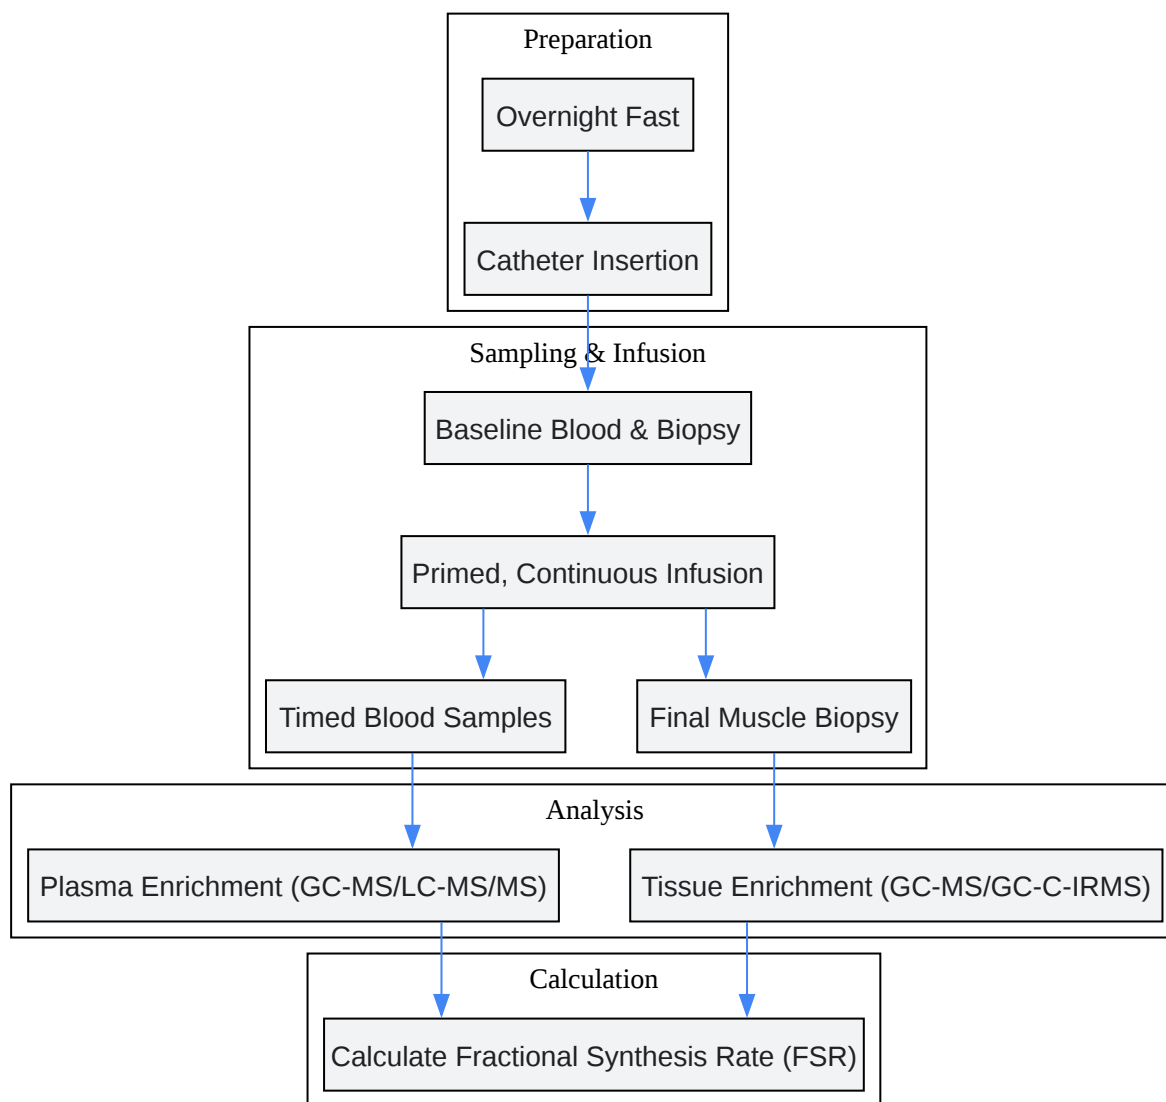 Preparation
Overnight Fast
Catheter Insertion
Sampling & Infusion
Baseline Blood & Biopsy
Primed, Continuous Infusion
Timed Blood Samples
Final Muscle Biopsy
Analysis
Plasma Enrichment (GC-MS/LC-MS/MS)
Tissue Enrichment (GC-MS/GC-C-IRMS)
Calculation
Calculate Fractional Synthesis Rate (FSR)